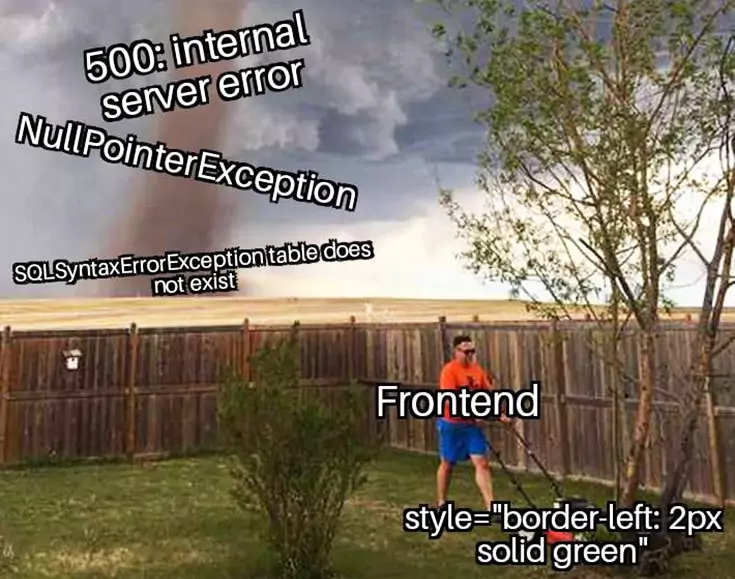 500: internal
server error
NullPointerException
SQLSyntaxErrorException table does
not exist
Frontend
style="border-left: 2px
solid green"